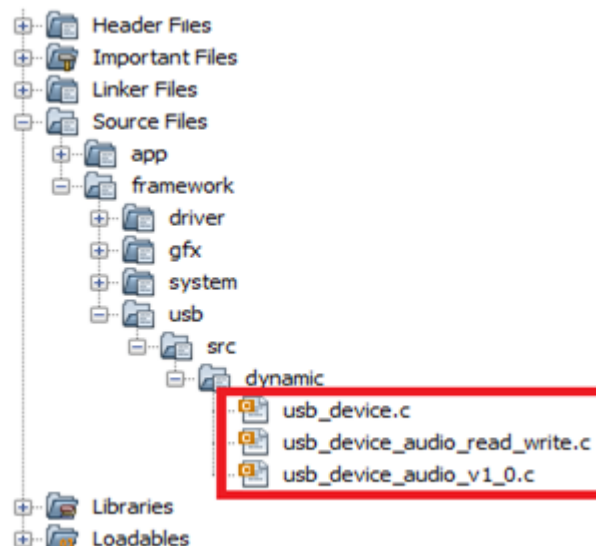 Header Files
Important Files
Linker Files
Source Files
app
framework
driver
gfx
system
usb
src
dynamic
usb_device.c
usb_device_audio_read_write.c
usb_device_audio_v1_0.c
Libraries
Loadables